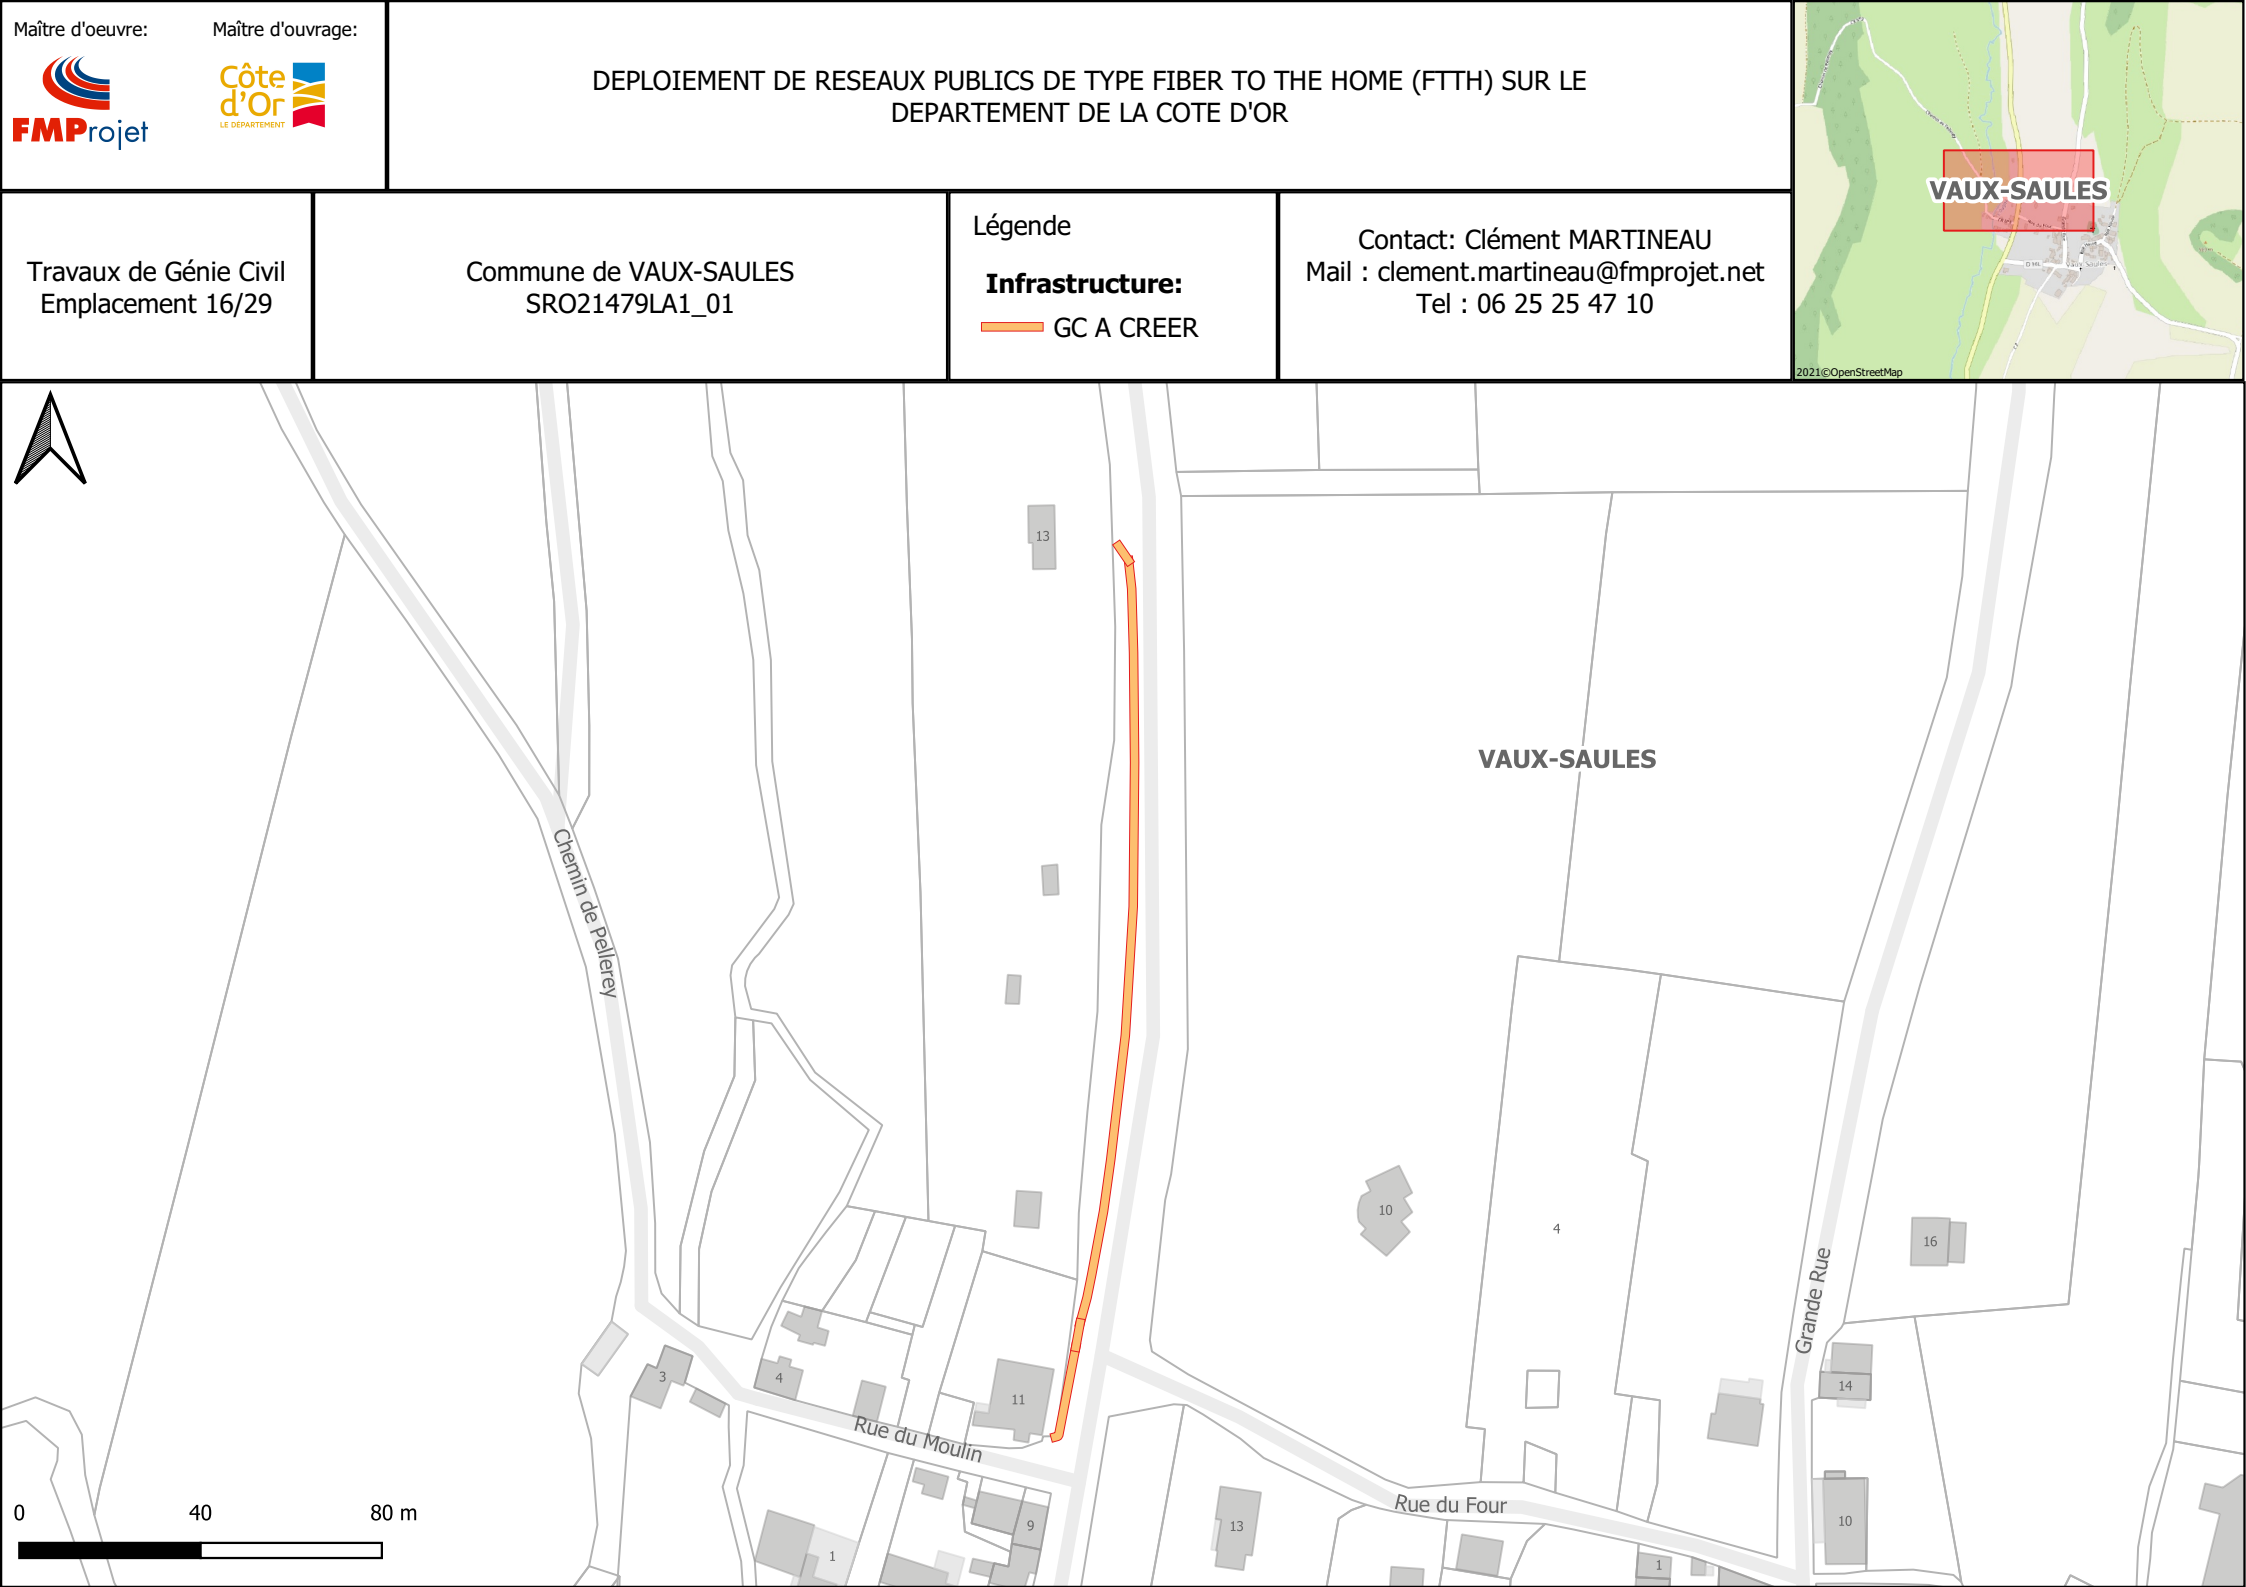 Maître d'oeuvre:
Maître d'ouvrage:
FMProjet
Côte
d'Or
LE DÉPARTEMENT
DEPLOIEMENT DE RESEAUX PUBLICS DE TYPE FIBER TO THE HOME (FTTH) SUR LE
DEPARTEMENT DE LA COTE D'OR
Travaux de Génie Civil
Emplacement 16/29
Commune de VAUX-SAULES
SRO21479LA1_01
Légende
Infrastructure:
GC A CREER
Contact: Clément MARTINEAU
Mail : clement.martineau@fmprojet.net
Tel : 06 25 25 47 10
VAUX-SAULES
Vaux-Saules
2021©OpenStreetMap
13
VAUX-SAULES
Chemin de Pellerey
10
4
16
Grande Rue
3
4
11
14
Rue du Moulin
Rue du Four
9
13
10
1
1
0
40
80 m